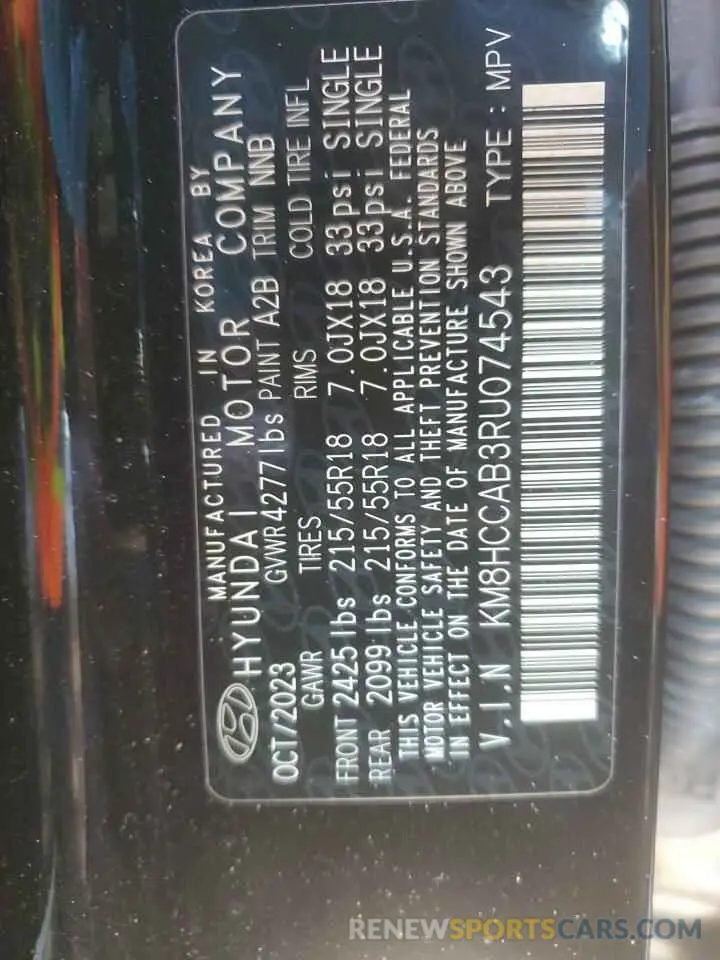 MANUFACTURED IN KOREA BY
HYUNDAI MOTOR COMPANY
OCT/2023 GVWR 4277 lbs PAINT A2B TRIM NNB
GAWR TIRES RIMS COLD TIRE INFL
FRONT 2425 lbs 215/55R18 7.0JX18 33psi SINGLE
REAR 2099 lbs 215/55R18 7.0JX18 33psi SINGLE
THIS VEHICLE CONFORMS TO ALL APPLICABLE U.S.A. FEDERAL
MOTOR VEHICLE SAFETY AND THEFT PREVENTION STANDARDS
IN EFFECT ON THE DATE OF MANUFACTURE SHOWN ABOVE
V.I.N KM8HCCAB3RU074543 TYPE : MPV
RENEWSPORTSCARS.COM